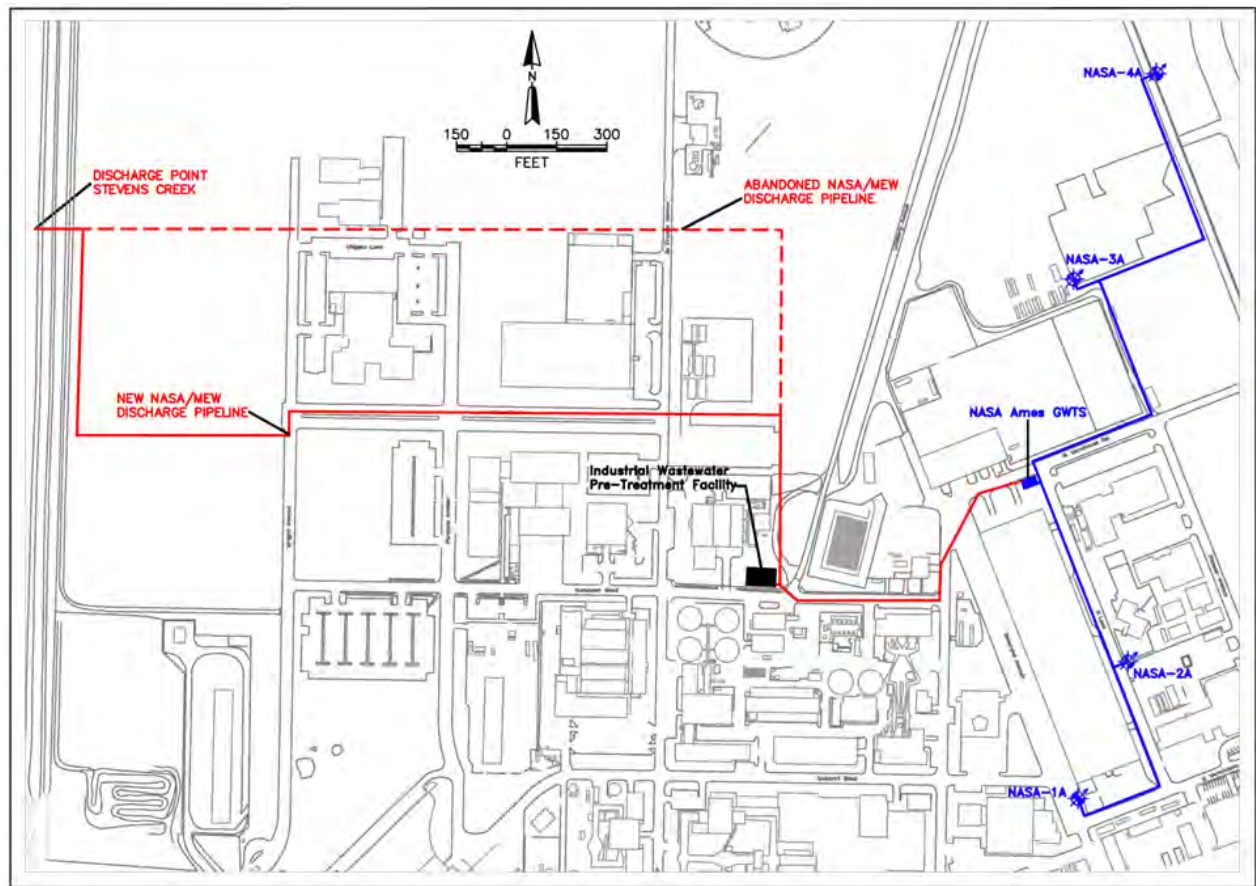 NASA-4A
N
150 0 150 300
FEET
DISCHARGE POINT
STEVENS CREEK
ABANDONED NASA/MEW
DISCHARGE PIPELINE
NASA-3A
NEW NASA/MEW
DISCHARGE PIPELINE
NASA Ames GWTS
Industrial Wastewater
Pre-Treatment Facility
NASA-2A
NASA-1A